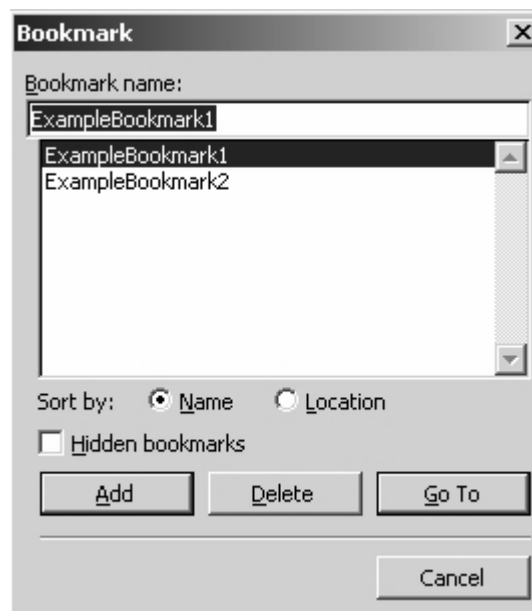 Bookmark
Bookmark name:
ExampleBookmark1
ExampleBookmark1
ExampleBookmark2
Sort by: Name Location
Hidden bookmarks
Add Delete Go To
Cancel